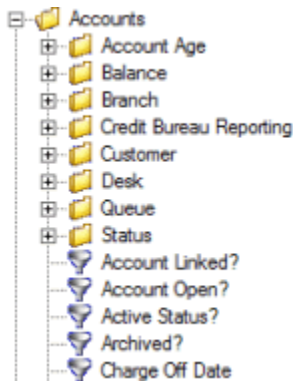 Accounts
Account Age
Balance
Branch
Credit Bureau Reporting
Customer
Desk
Queue
Status
Account Linked?
Account Open?
Active Status?
Archived?
Charge Off Date